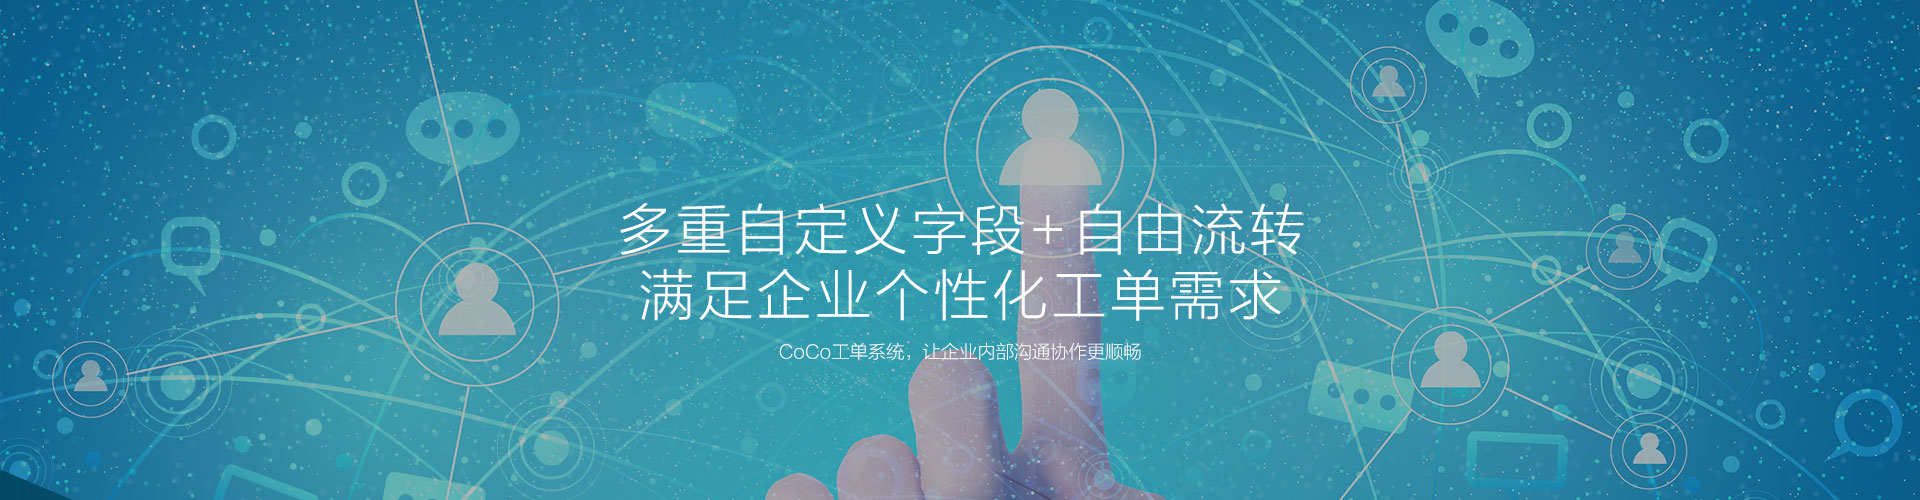 多重自定义字段+自由流转
满足企业个性化工单需求
CoCo工单系统，让企业内部沟通协作更顺畅